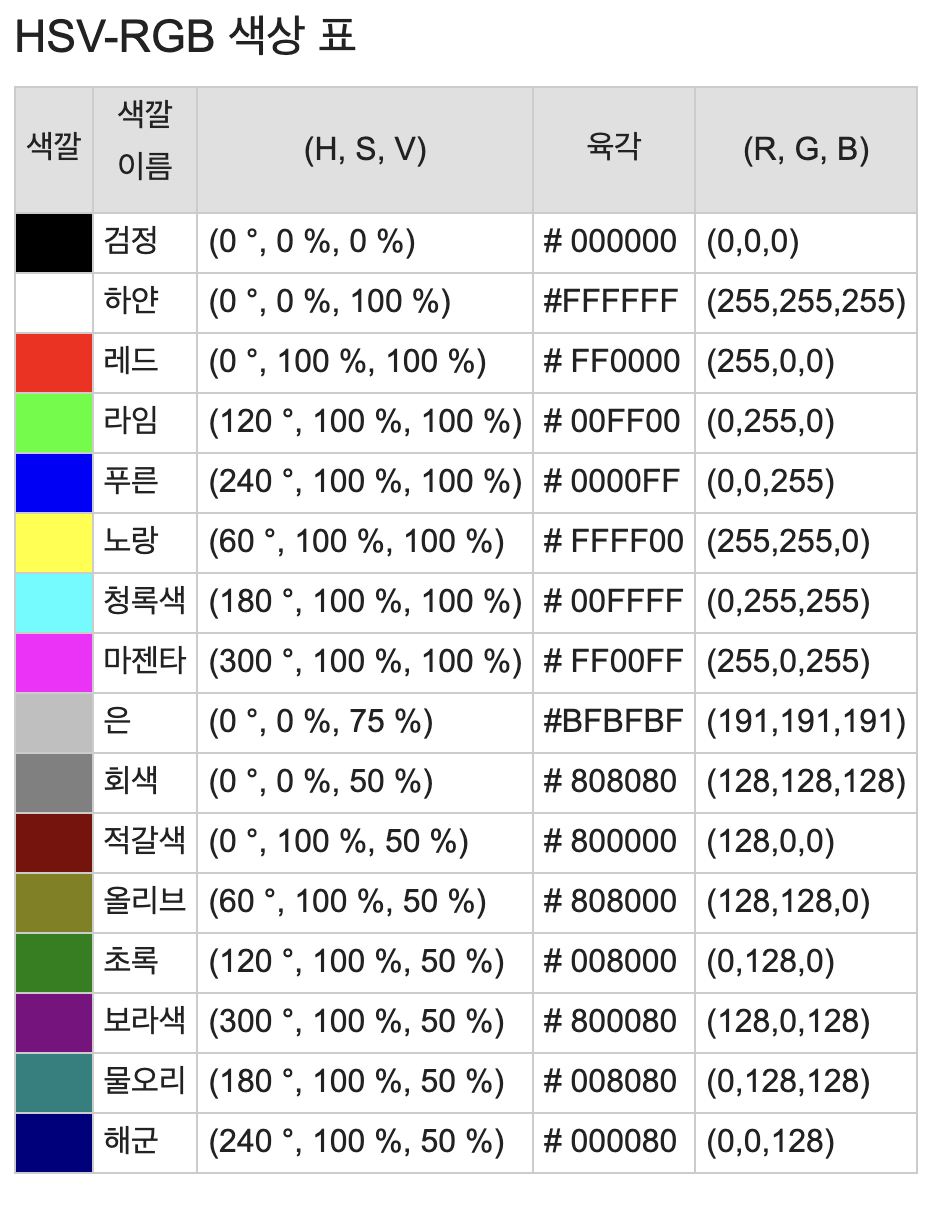 HSV-RGB 색상 표
색깔 색깔 이름 (H, S, V) 육각 (R, G, B)
검정 (0 °, 0 %, 0 %) # 000000 (0,0,0)
하얀 (0 °, 0 %, 100 %) #FFFFFF (255,255,255)
레드 (0 °, 100 %, 100 %) # FF0000 (255,0,0)
라임 (120 °, 100 %, 100 %) # 00FF00 (0,255,0)
푸른 (240 °, 100 %, 100 %) # 0000FF (0,0,255)
노랑 (60 °, 100 %, 100 %) # FFFF00 (255,255,0)
청록색 (180 °, 100 %, 100 %) # 00FFFF (0,255,255)
마젠타 (300 °, 100 %, 100 %) # FF00FF (255,0,255)
은 (0 °, 0 %, 75 %) #BFBFBF (191,191,191)
회색 (0 °, 0 %, 50 %) # 808080 (128,128,128)
적갈색 (0 °, 100 %, 50 %) # 800000 (128,0,0)
올리브 (60 °, 100 %, 50 %) # 808000 (128,128,0)
초록 (120 °, 100 %, 50 %) # 008000 (0,128,0)
보라색 (300 °, 100 %, 50 %) # 800080 (128,0,128)
물오리 (180 °, 100 %, 50 %) # 008080 (0,128,128)
해군 (240 °, 100 %, 50 %) # 000080 (0,0,128)